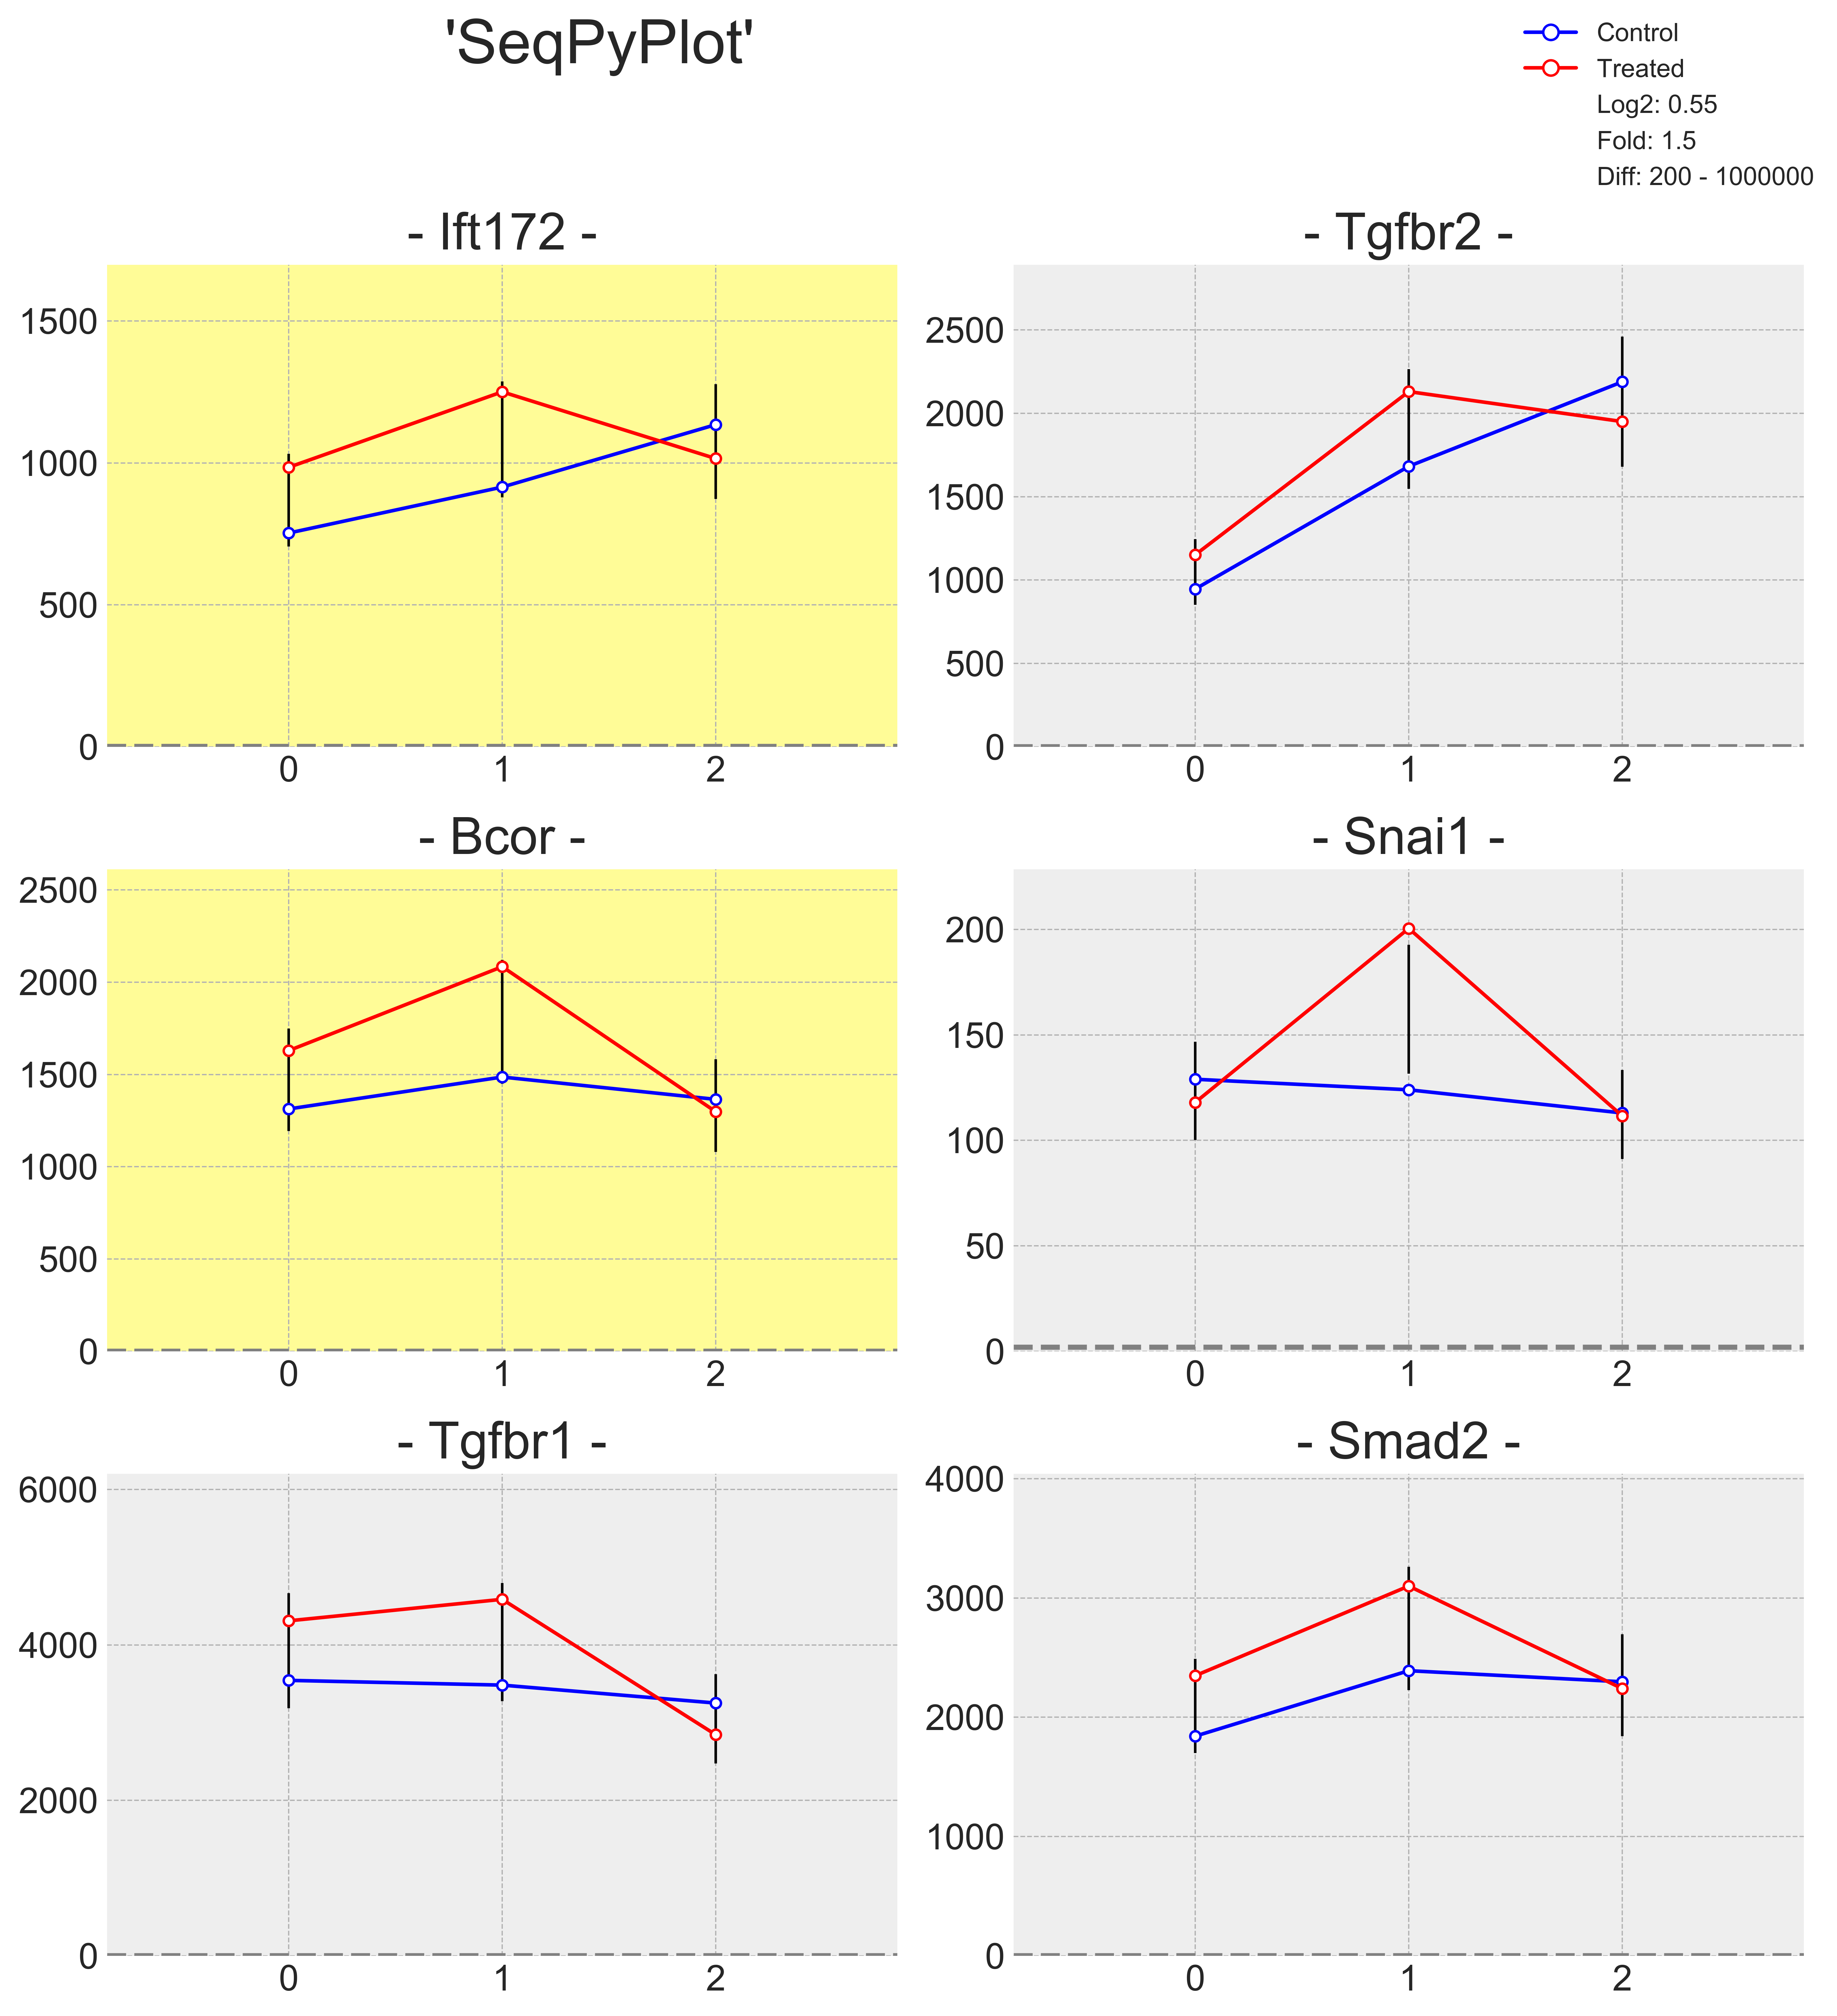 'SeqPyPlot'
Control
Treated
Log2: 0.55
Fold: 1.5
Diff: 200 - 1000000
- Ift172 -
1500
1000
500
0
0 1 2
- Tgfbr2 -
2500
2000
1500
1000
500
0
0 1 2
- Bcor -
2500
2000
1500
1000
500
0
0 1 2
- Snai1 -
200
150
100
50
0
0 1 2
- Tgfbr1 -
6000
4000
2000
0
0 1 2
- Smad2 -
4000
3000
2000
1000
0
0 1 2